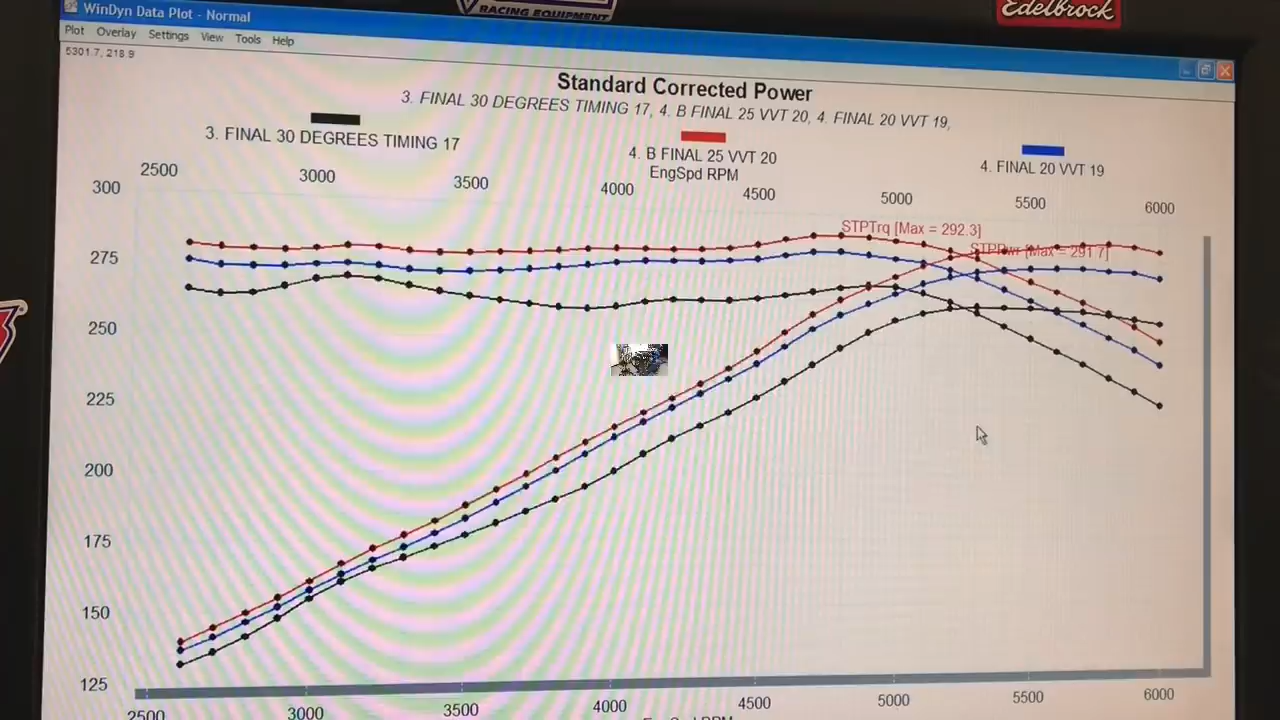 RACING EQUIPMENT
Edelbrock
WinDyn Data Plot - Normal
Plot Overlay Settings View Tools Help
5301.7, 218.9
Standard Corrected Power
3. FINAL 30 DEGREES TIMING 17, 4. B FINAL 25 VVT 20, 4. FINAL 20 VVT 19,
3. FINAL 30 DEGREES TIMING 17
4. B FINAL 25 VVT 20
4. FINAL 20 VVT 19
EngSpd RPM
2500 3000 3500 4000 4500 5000 5500 6000
300
STPTrq [Max = 292.3]
STPPwr [Max = 291.7]
275
250
225
200
175
150
125
2500 3000 3500 4000 4500 5000 5500 6000
EngSpd RPM